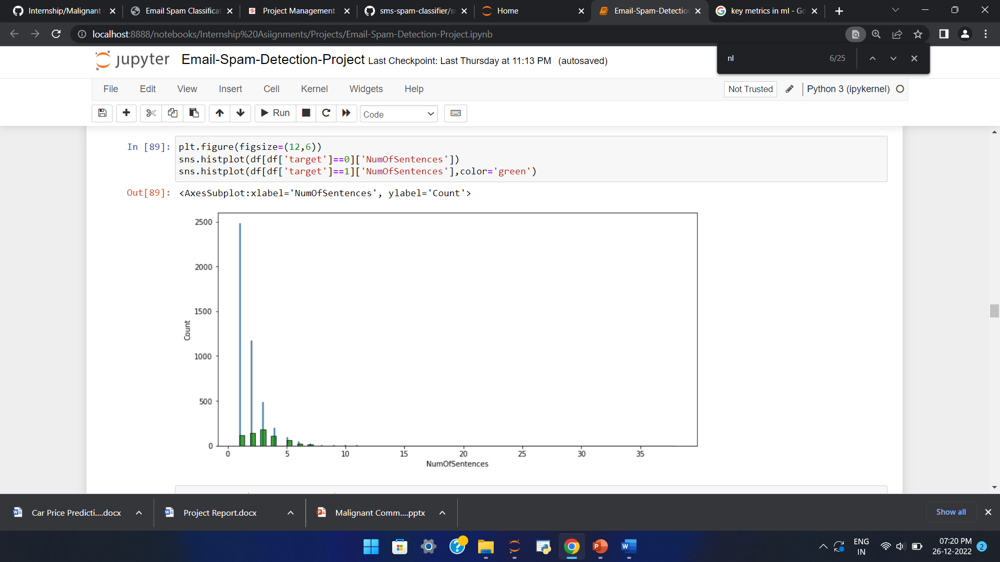 Internship/Malignant
Email Spam Classificat
Project Management
sms-spam-classifier/s
Home
Email-Spam-Detectio
key metrics in ml - Go
localhost:8888/notebooks/Internship%20Asiignments/Projects/Email-Spam-Detection-Project.ipynb
nl 6/25
jupyter Email-Spam-Detection-Project Last Checkpoint: Last Thursday at 11:13 PM (autosaved)
File Edit View Insert Cell Kernel Widgets Help Not Trusted Python 3 (ipykernel)
Run Code
In [89]: plt.figure(figsize=(12,6))
sns.histplot(df[df['target']==0]['NumOfSentences'])
sns.histplot(df[df['target']==1]['NumOfSentences'],color='green')
Out[89]: <AxesSubplot:xlabel='NumOfSentences', ylabel='Count'>
2500
2000
1500
Count
1000
500
0
0 5 10 15 20 25 30 35
NumOfSentences
Car Price Predicti....docx Project Report.docx Malignant Comm....pptx Show all
ENG 07:20 PM
IN 26-12-2022 2